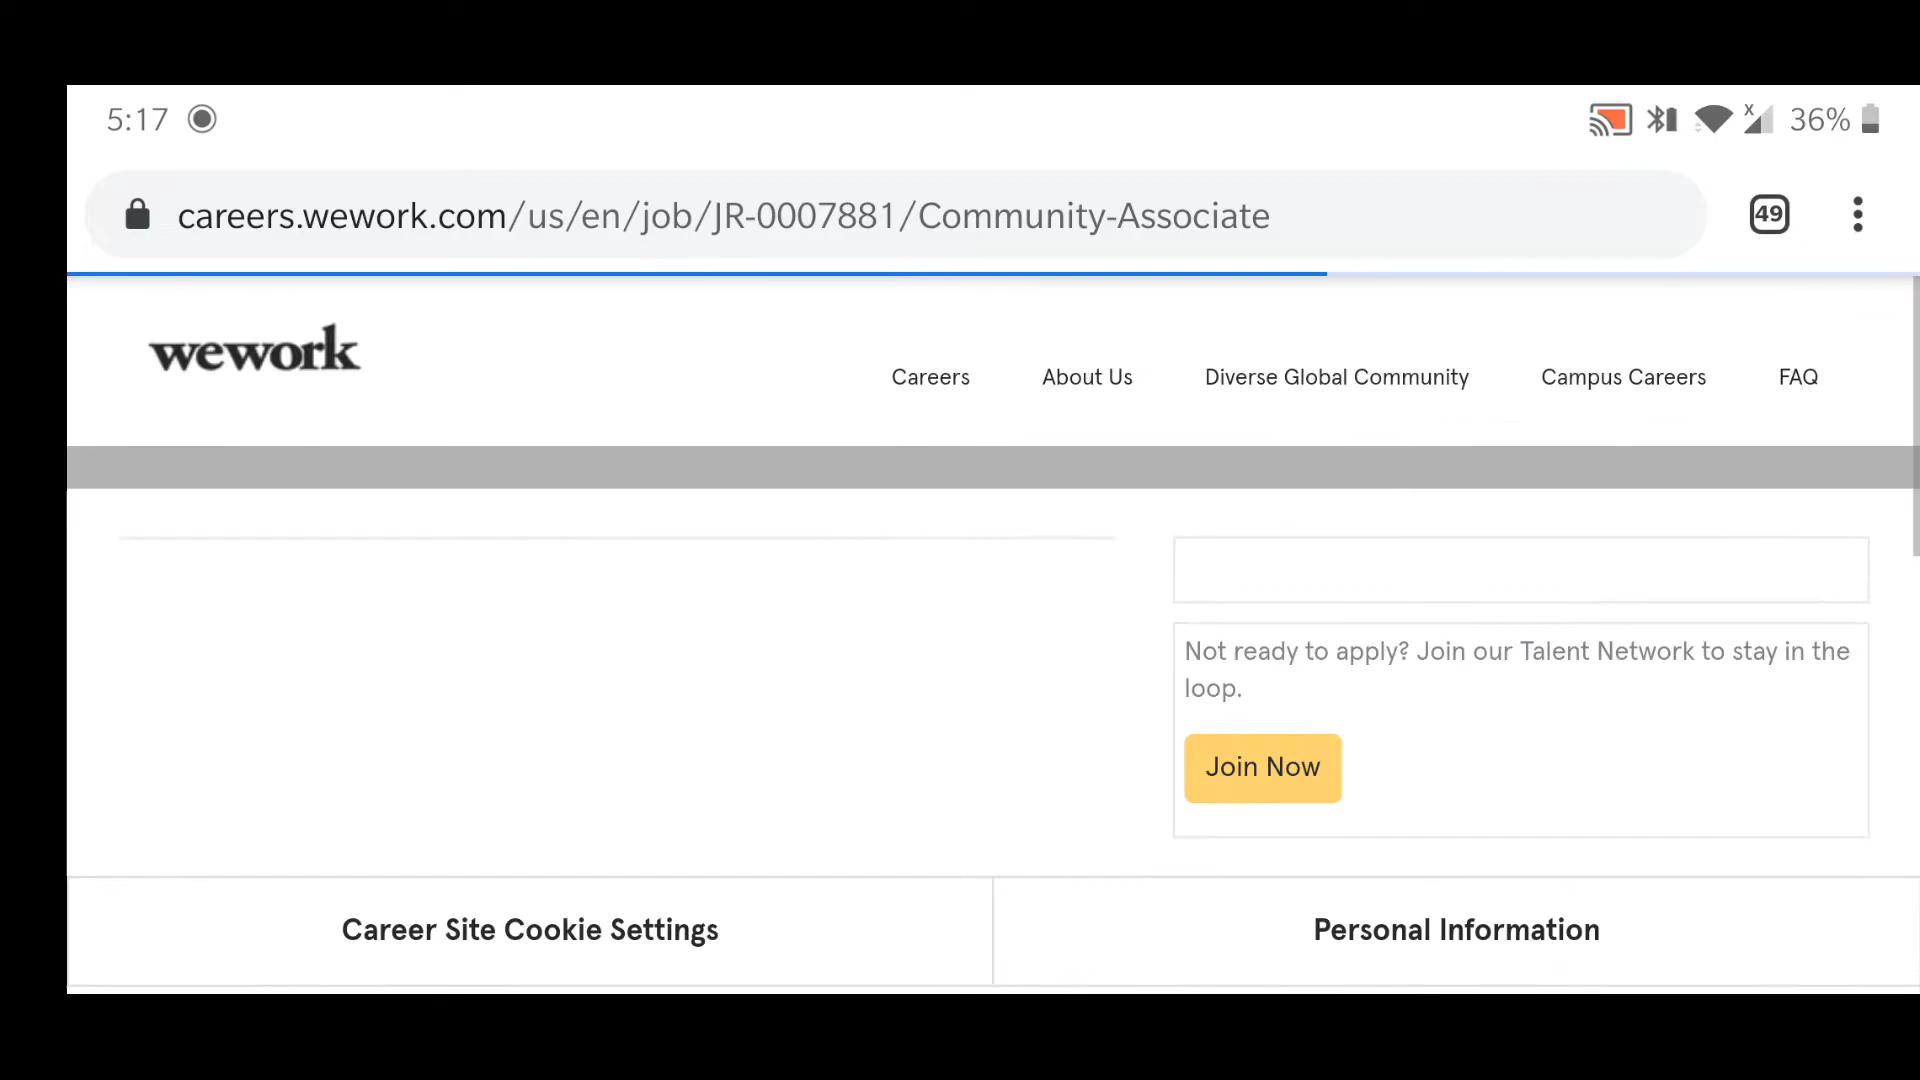 5:17
x 36%
careers.wework.com/us/en/job/JR-0007881/Community-Associate
49
wework
Careers About Us Diverse Global Community Campus Careers FAQ
Not ready to apply? Join our Talent Network to stay in the
loop.
Join Now
Career Site Cookie Settings Personal Information